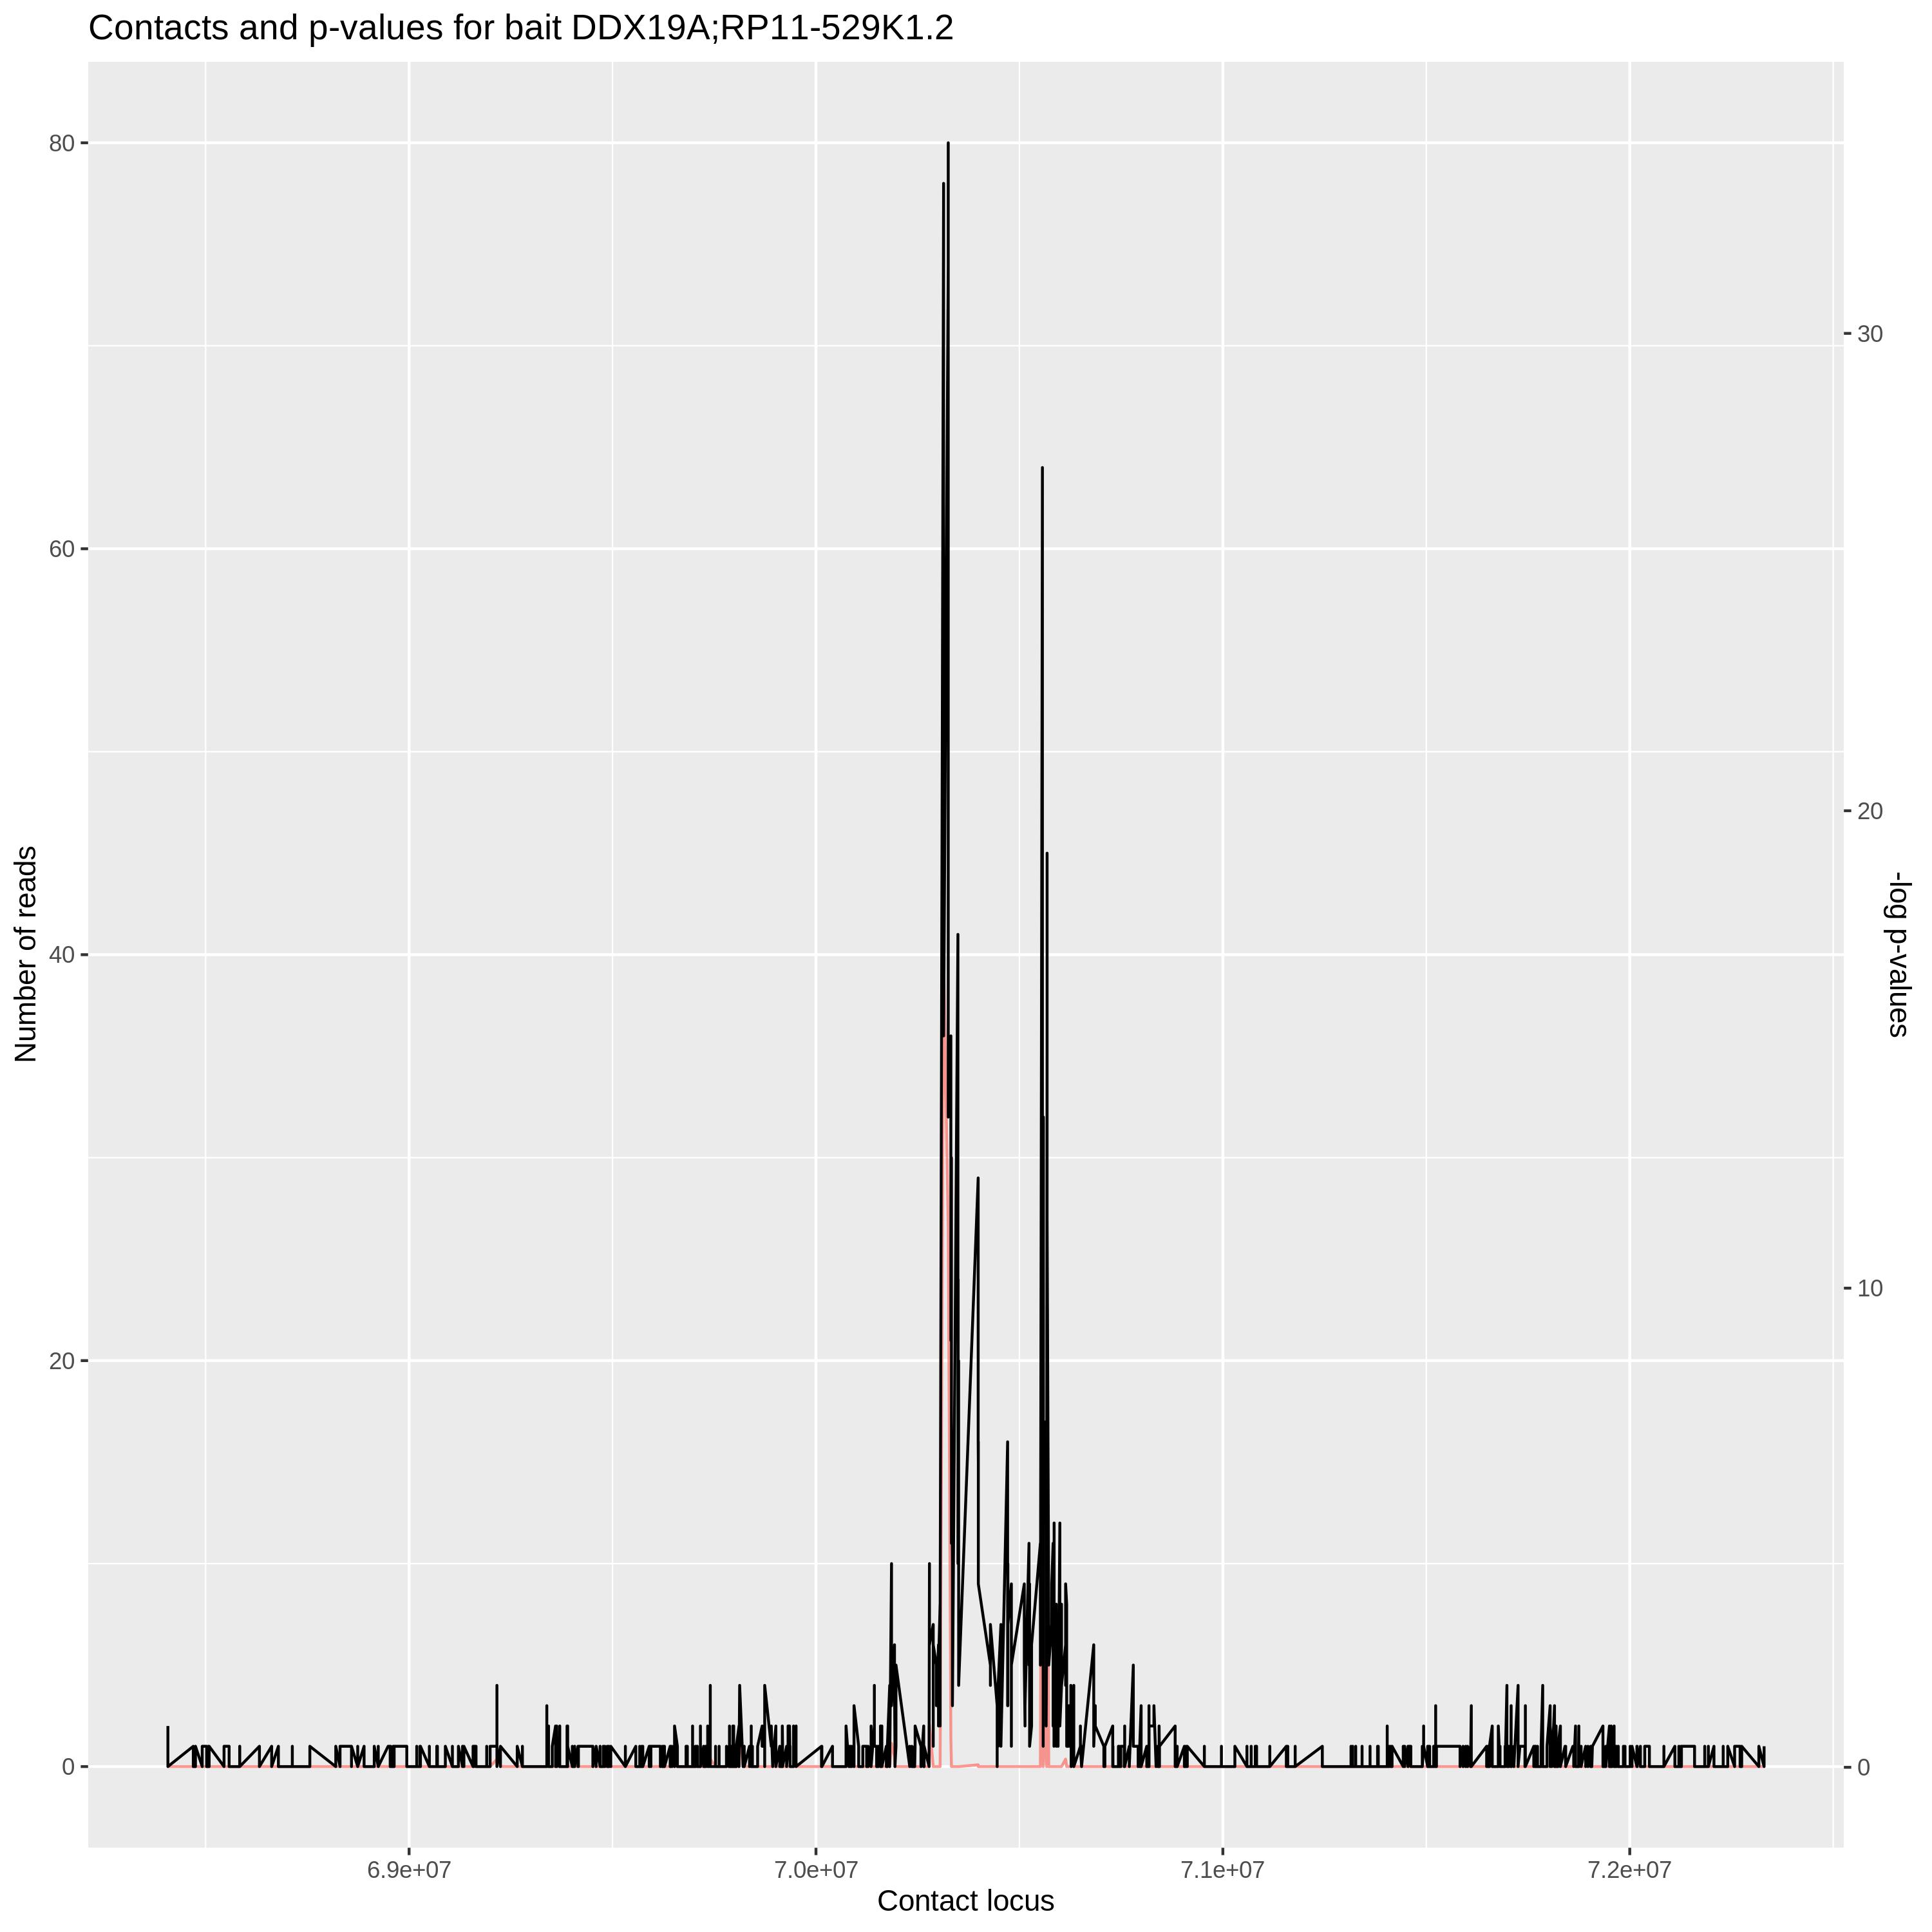 Contacts and p-values for bait DDX19A;RP11-529K1.2
80
60
40
20
0
Number of reads
30
20
10
0
-log p-values
6.9e+07
7.0e+07
7.1e+07
7.2e+07
Contact locus